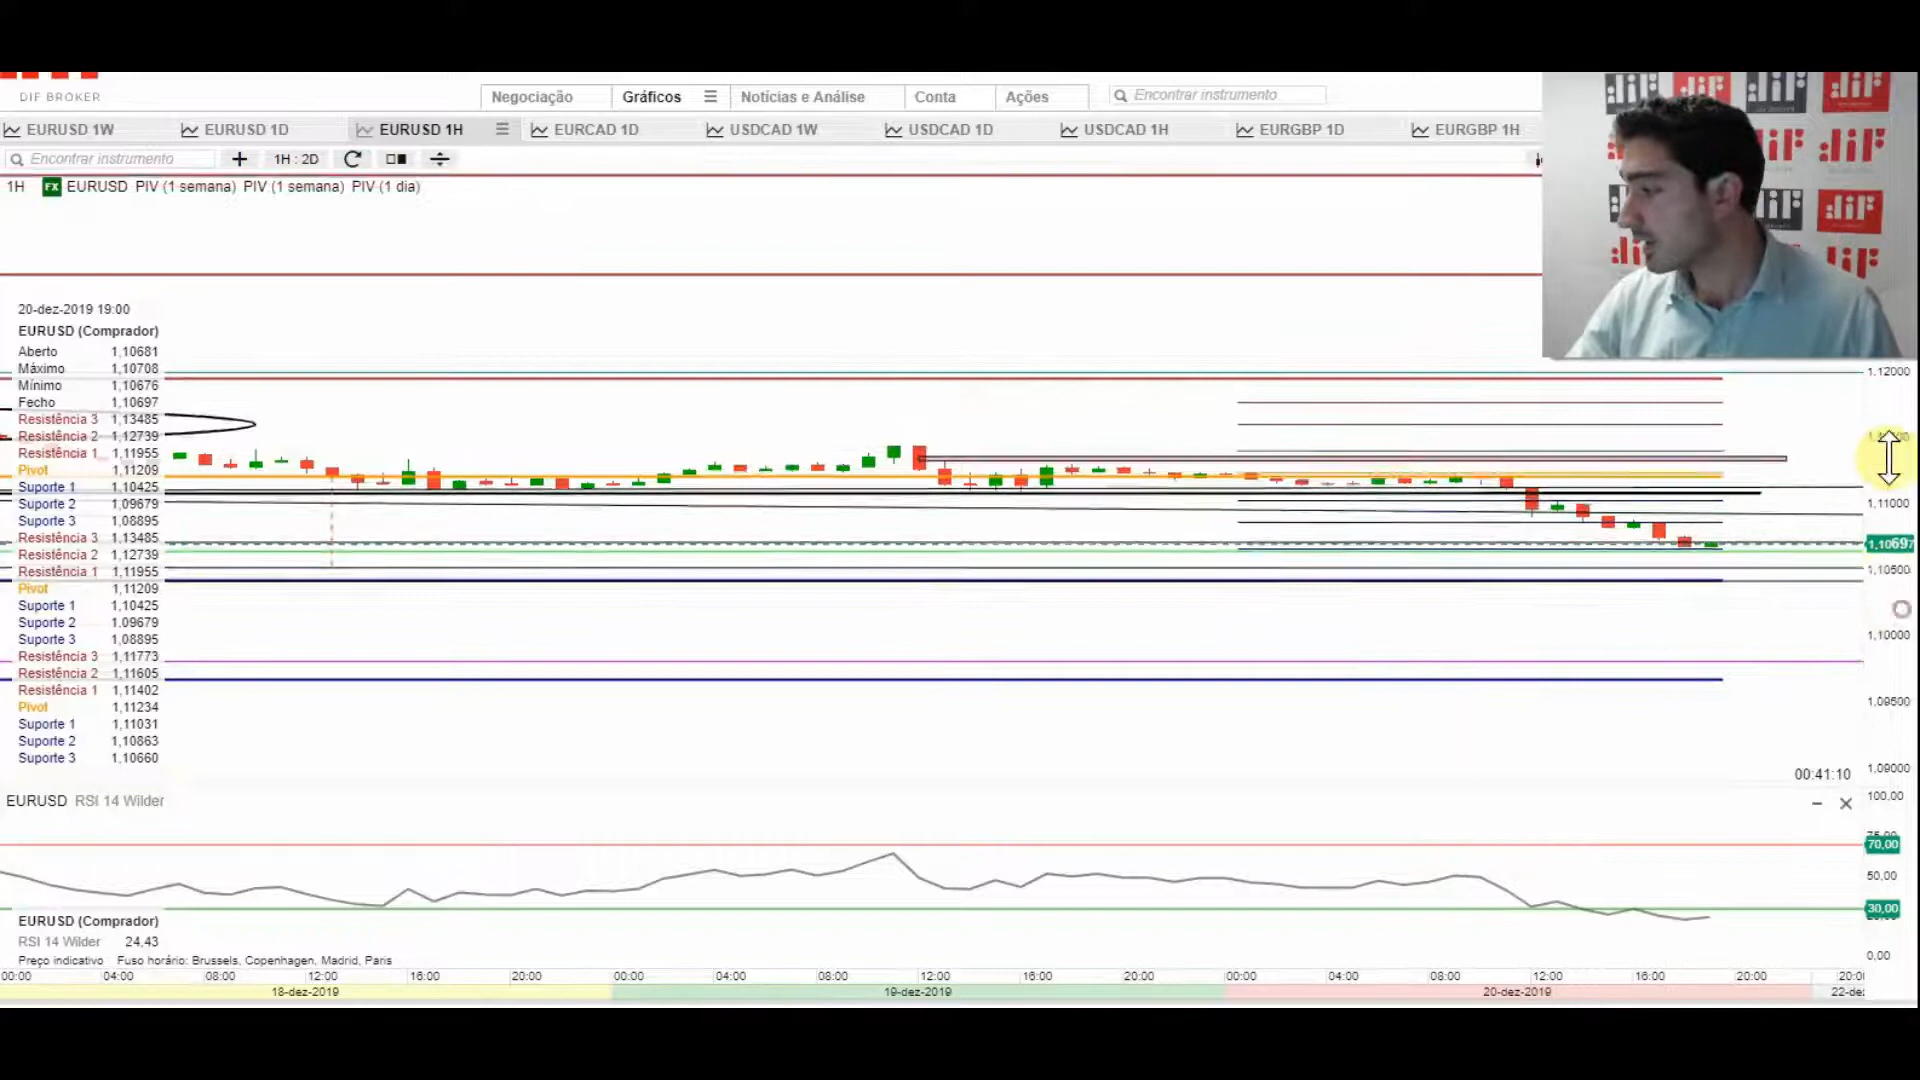 DIF BROKER
Negociação Gráficos Notícias e Análise Conta Ações Encontrar instrumento
EURUSD 1W EURUSD 1D EURUSD 1H EURCAD 1D USDCAD 1W USDCAD 1D USDCAD 1H EURGBP 1D EURGBP 1H
Encontrar instrumento 1H : 2D
1H FX EURUSD PIV (1 semana) PIV (1 semana) PIV (1 dia)
20-dez-2019 19:00
EURUSD (Comprador)
Aberto 1,10681
Máximo 1,10708
Mínimo 1,10676
Fecho 1,10697
Resistência 3 1,13485
Resistência 2 1,12739
Resistência 1 1,11955
Pivot 1,11209
Suporte 1 1,10425
Suporte 2 1,09679
Suporte 3 1,08895
Resistência 3 1,13485
Resistência 2 1,12739
Resistência 1 1,11955
Pivot 1,11209
Suporte 1 1,10425
Suporte 2 1,09679
Suporte 3 1,08895
Resistência 3 1,11773
Resistência 2 1,11605
Resistência 1 1,11402
Pivot 1,11234
Suporte 1 1,11031
Suporte 2 1,10863
Suporte 3 1,10660
1,12000
1,11000
1,10697
1,10500
1,10000
1,09500
1,09000
00:41:10
EURUSD RSI 14 Wilder
100,00
75,00
70,00
50,00
30,00
0,00
EURUSD (Comprador)
RSI 14 Wilder 24,43
Preço indicativo Fuso horário: Brussels, Copenhagen, Madrid, Paris
00:00 04:00 08:00 12:00 16:00 20:00 00:00 04:00 08:00 12:00 16:00 20:00 00:00 04:00 08:00 12:00 16:00 20:00
18-dez-2019 19-dez-2019 20-dez-2019
dif dif dif dif
dif dif
dif dif
dif dif